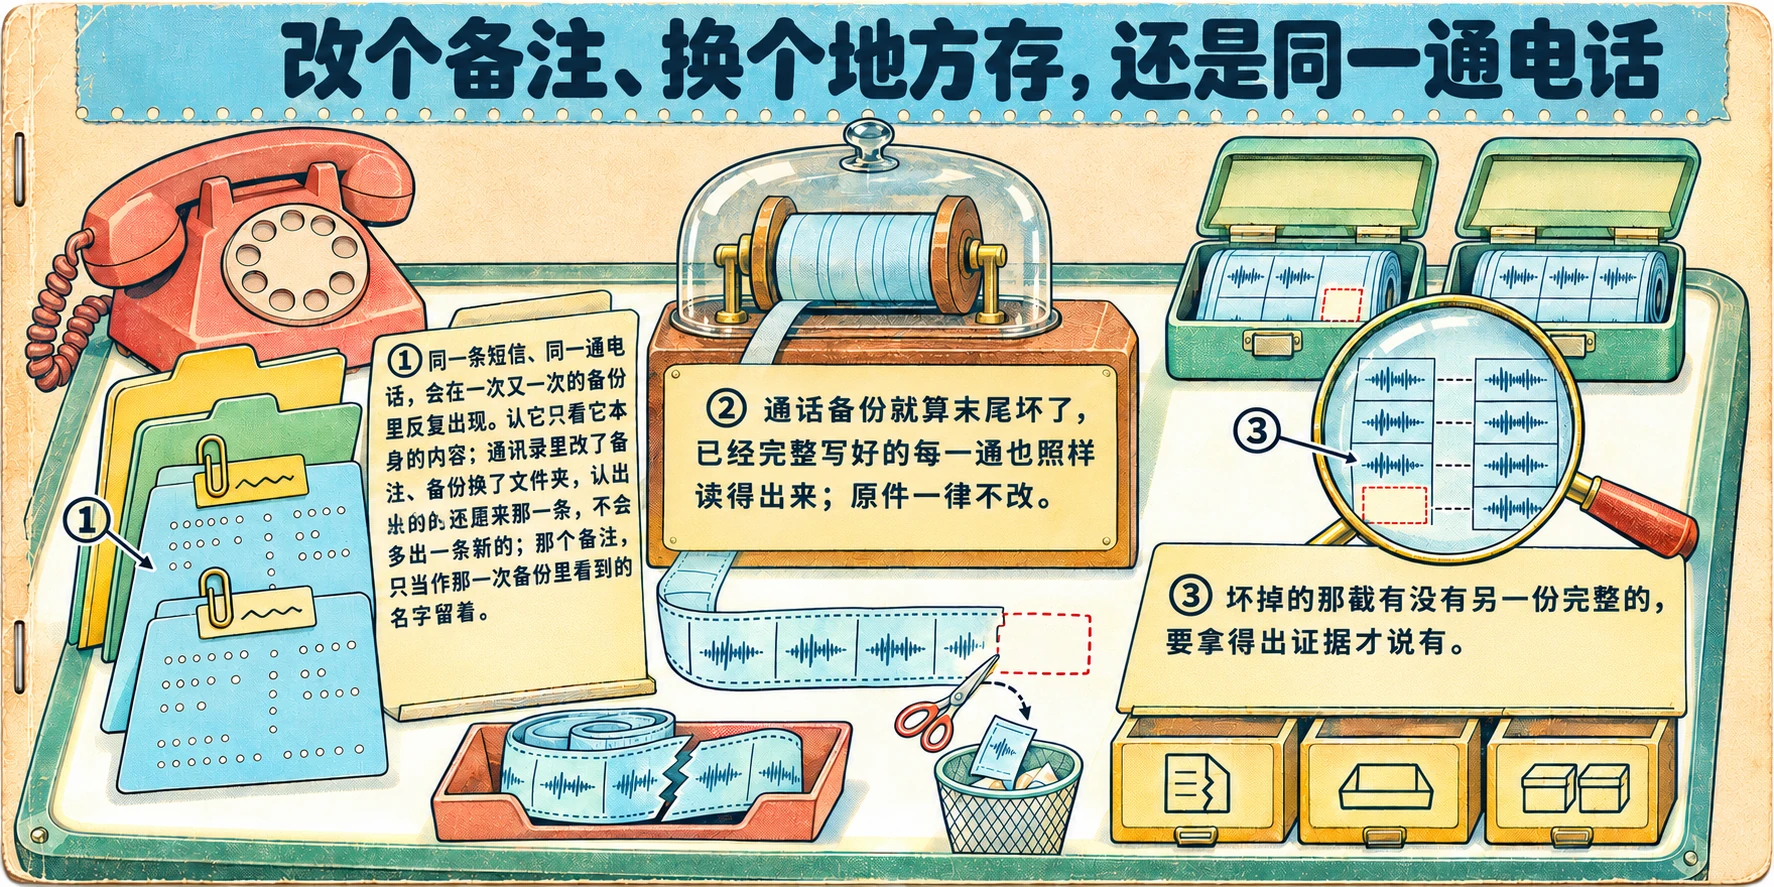 改个备注、换个地方存，还是同一通电话
① 同一条短信、同一通电
话，会在一次又一次的备份
里反复出现。认它只看它本
身的内容；通讯录里改了备
注、备份换了文件夹，认出
的还是来那一条，不会
多出一条新的；那个备注，
只当作那一次备份里看到的
名字留着。
①
② 通话备份就算末尾坏了，
已经完整写好的每一通也照样
读得出来；原件一律不改。
③
③ 坏掉的那截有没有另一份完整的，
要拿得出证据才说有。